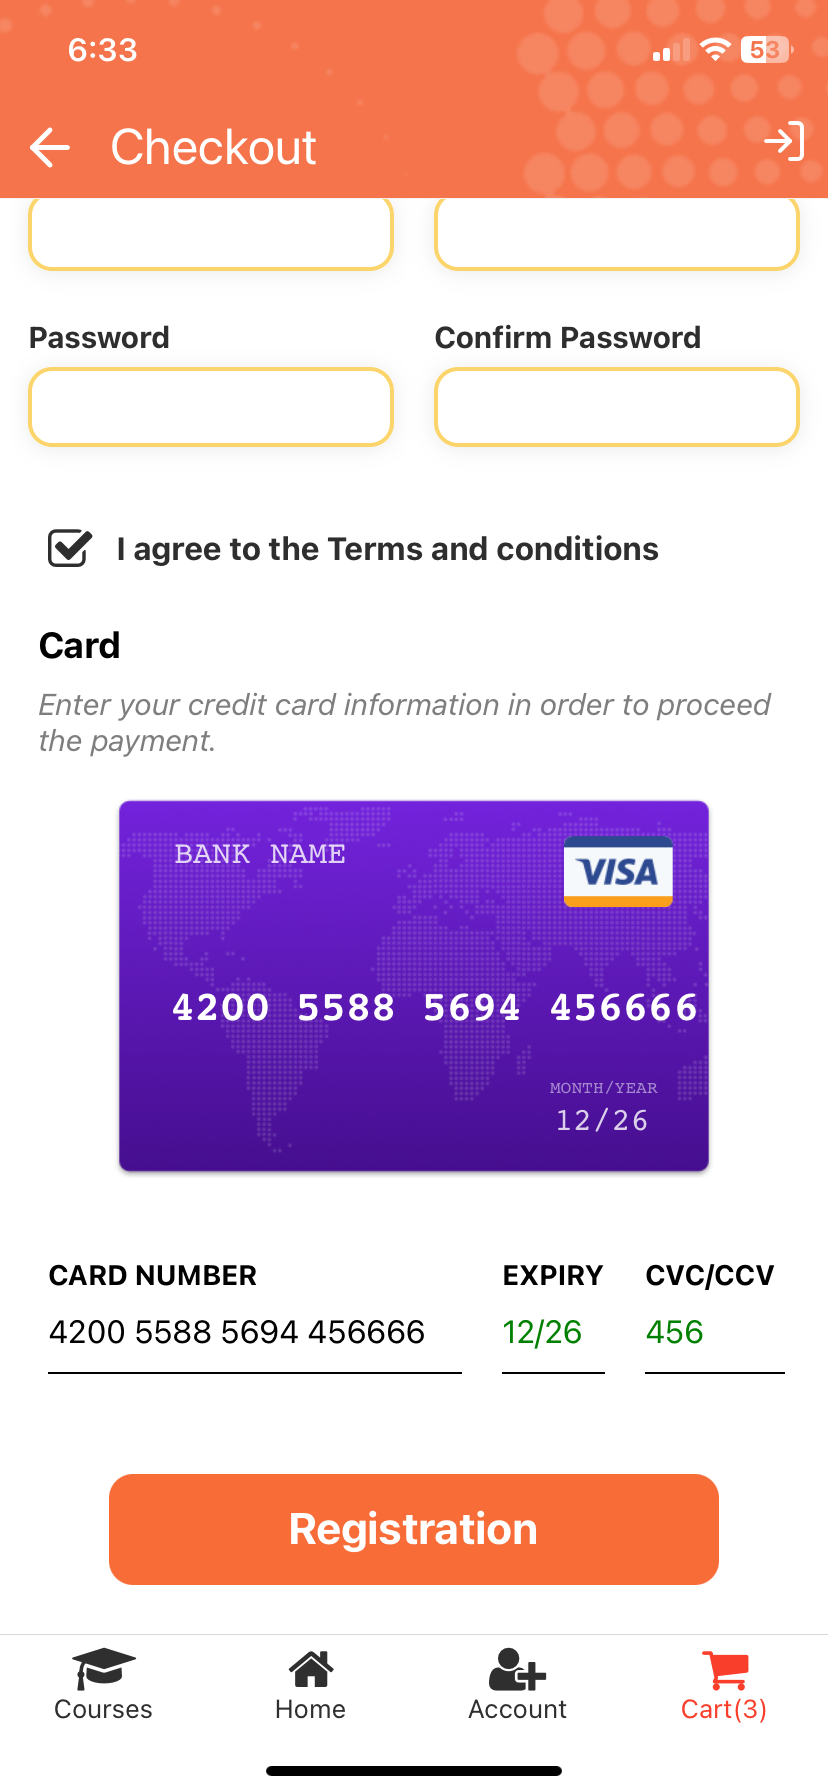 6:33
53
Checkout
Password Confirm Password
I agree to the Terms and conditions
Card
Enter your credit card information in order to proceed
the payment.
BANK NAME
VISA
4200 5588 5694 456666
MONTH/YEAR
12/26
CARD NUMBER EXPIRY CVC/CCV
4200 5588 5694 456666 12/26 456
Registration
Courses Home Account Cart(3)